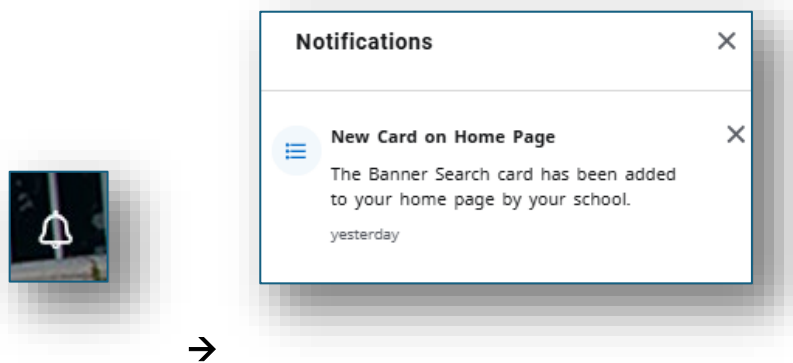 Notifications
New Card on Home Page
The Banner Search card has been added
to your home page by your school.
yesterday